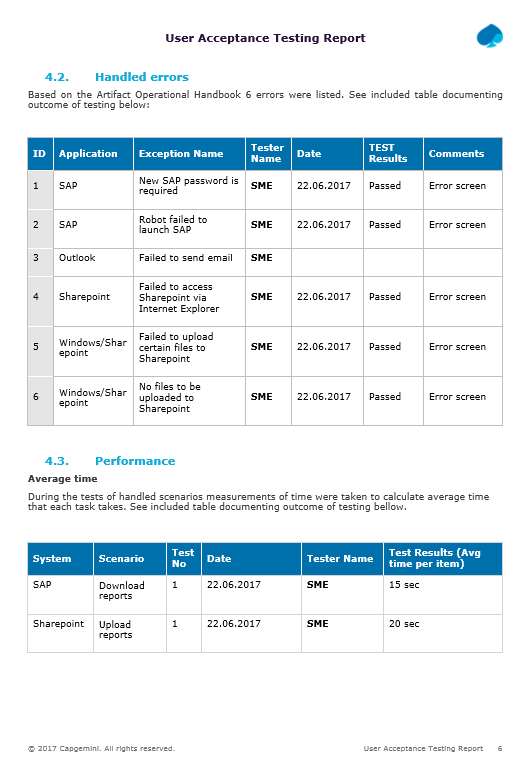 User Acceptance Testing Report
4.2. Handled errors
Based on the Artifact Operational Handbook 6 errors were listed. See included table documenting
outcome of testing below:
ID Application Exception Name Tester Name Date TEST Results Comments
1 SAP New SAP password is required SME 22.06.2017 Passed Error screen
2 SAP Robot failed to launch SAP SME 22.06.2017 Passed Error screen
3 Outlook Failed to send email SME
4 Sharepoint Failed to access Sharepoint via Internet Explorer SME 22.06.2017 Passed Error screen
5 Windows/Sharepoint Failed to upload certain files to Sharepoint SME 22.06.2017 Passed Error screen
6 Windows/Sharepoint No files to be uploaded to Sharepoint SME 22.06.2017 Passed Error screen
4.3. Performance
Average time
During the tests of handled scenarios measurements of time were taken to calculate average time
that each task takes. See included table documenting outcome of testing bellow.
System Scenario Test No Date Tester Name Test Results (Avg time per item)
SAP Download reports 1 22.06.2017 SME 15 sec
Sharepoint Upload reports 1 22.06.2017 SME 20 sec
© 2017 Capgemini. All rights reserved. User Acceptance Testing Report 6